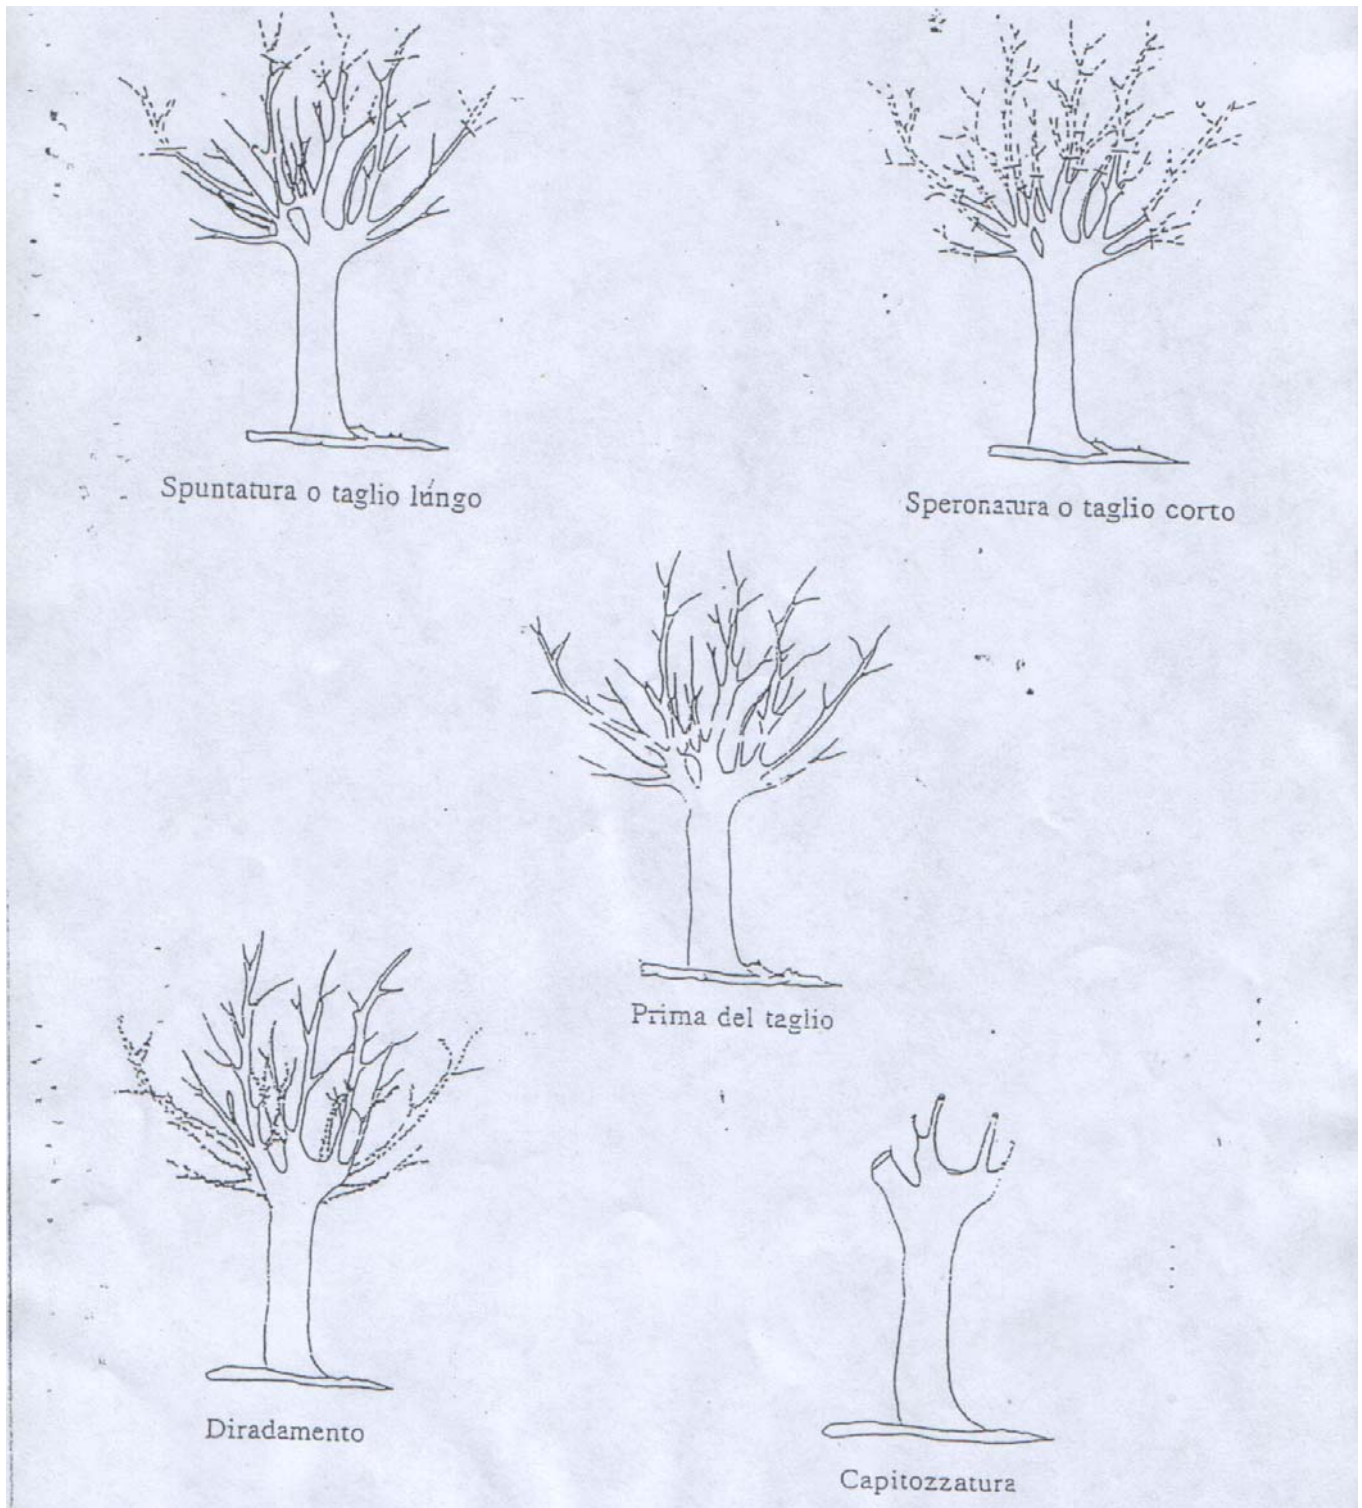 Spuntatura o taglio lungo
Speronatura o taglio corto
Prima del taglio
Diradamento
Capitozzatura